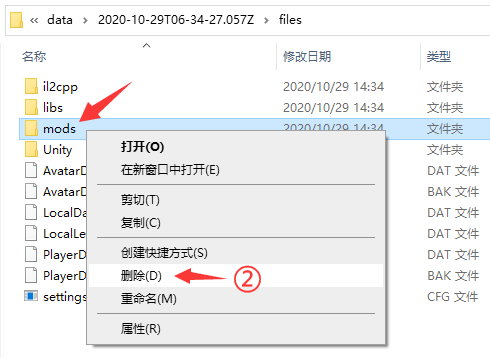 data > 2020-10-29T06-34-27.057Z > files
名称 修改日期 类型
il2cpp 2020/10/29 14:34 文件夹
libs 2020/10/29 14:34 文件夹
mods 2020/10/29 14:34 文件夹
Unity 文件夹
AvatarD DAT 文件
AvatarD BAK 文件
LocalDa DAT 文件
LocalLe DAT 文件
PlayerD DAT 文件
PlayerD BAK 文件
settings CFG 文件
打开(O)
在新窗口中打开(E)
剪切(T)
复制(C)
创建快捷方式(S)
删除(D) ②
重命名(M)
属性(R)